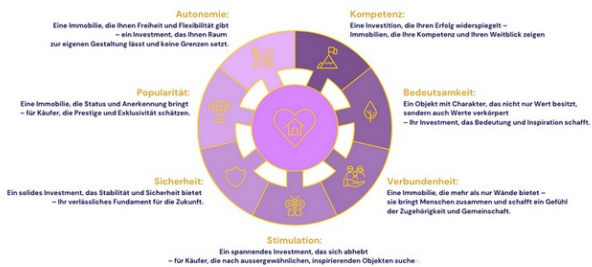 Autonomie:
Eine Immobilie, die Ihnen Freiheit und Flexibilität gibt
– ein Investment, das Ihnen Raum
zur eigenen Gestaltung lässt und keine Grenzen setzt.
Kompetenz:
Eine Investition, die Ihren Erfolg widerspiegelt –
Immobilien, die Ihre Kompetenz und Ihren Weitblick zeigen
Popularität:
Eine Immobilie, die Status und Anerkennung bringt
– für Käufer, die Prestige und Exklusivität schätzen.
Bedeutsamkeit:
Ein Objekt mit Charakter, das nicht nur Wert besitzt,
sondern auch Werte verkörpert
– Ihr Investment, das Bedeutung und Inspiration schafft.
Sicherheit:
Ein solides Investment, das Stabilität und Sicherheit bietet
– Ihr verlässliches Fundament für die Zukunft.
Verbundenheit:
Eine Immobilie, die mehr als nur Wände bietet –
sie bringt Menschen zusammen und schafft ein Gefühl
der Zugehörigkeit und Gemeinschaft.
Stimulation:
Ein spannendes Investment, das sich abhebt
– für Käufer, die nach aussergewöhnlichen, inspirierenden Objekten suche